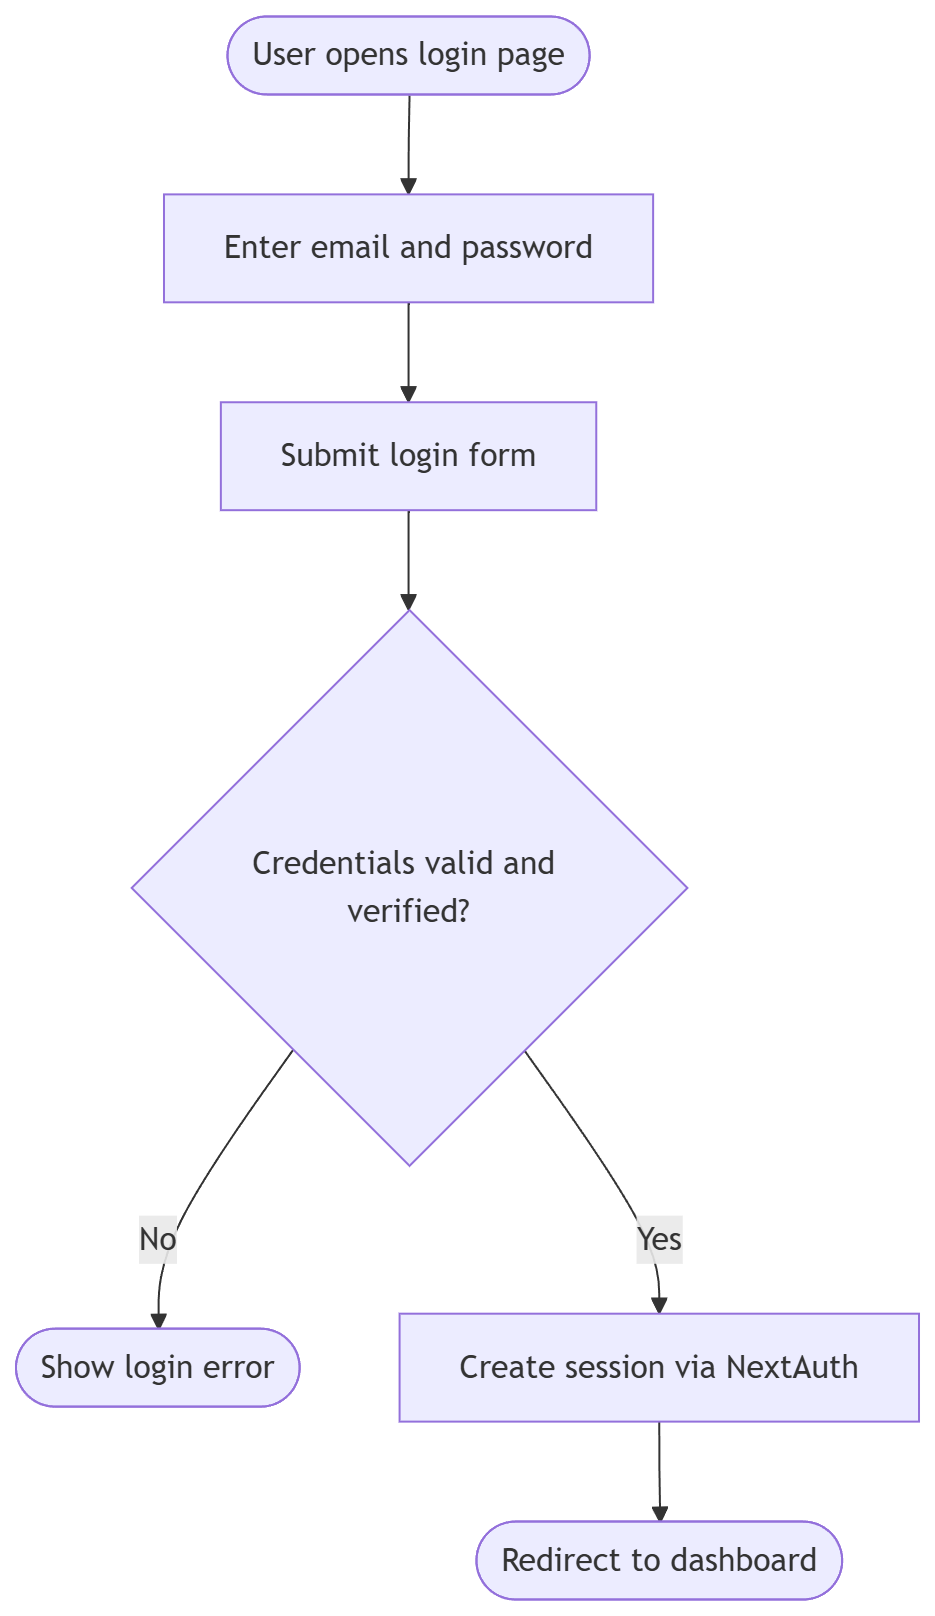 User opens login page
Enter email and password
Submit login form
Credentials valid and
verified?
No
Yes
Show login error
Create session via NextAuth
Redirect to dashboard